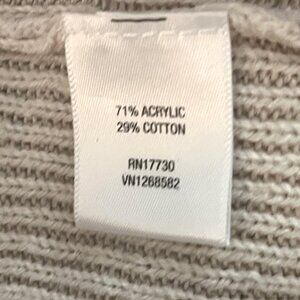 71% ACRYLIC
29% COTTON
RN17730
VN1268582